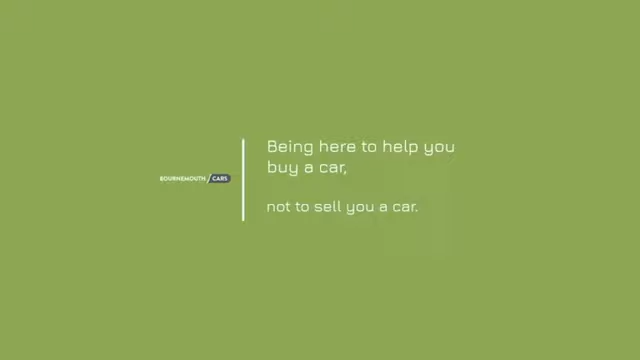 BOURNEMOUTH/CARS
Being here to help you
buy a car,
not to sell you a car.